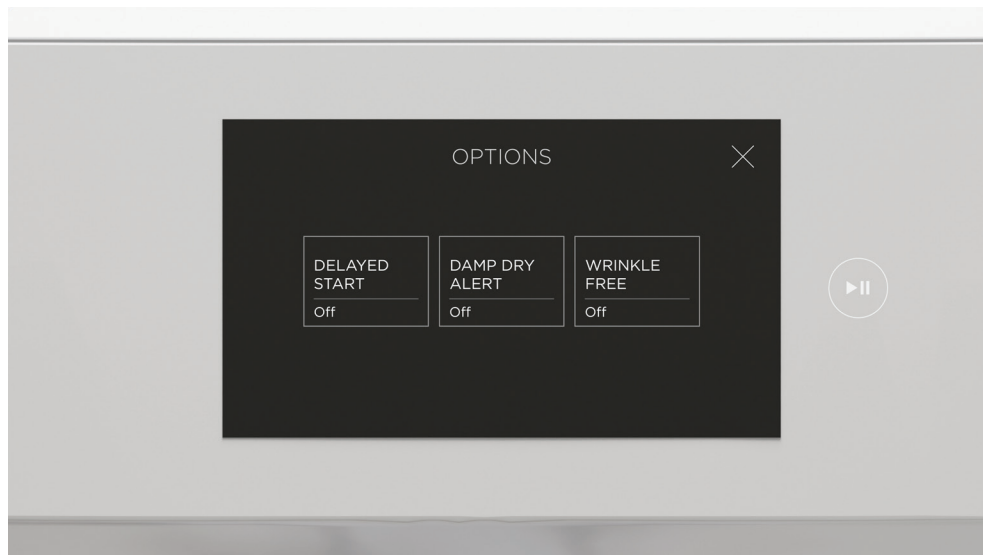 OPTIONS
DELAYED
START
Off
DAMP DRY
ALERT
Off
WRINKLE
FREE
Off